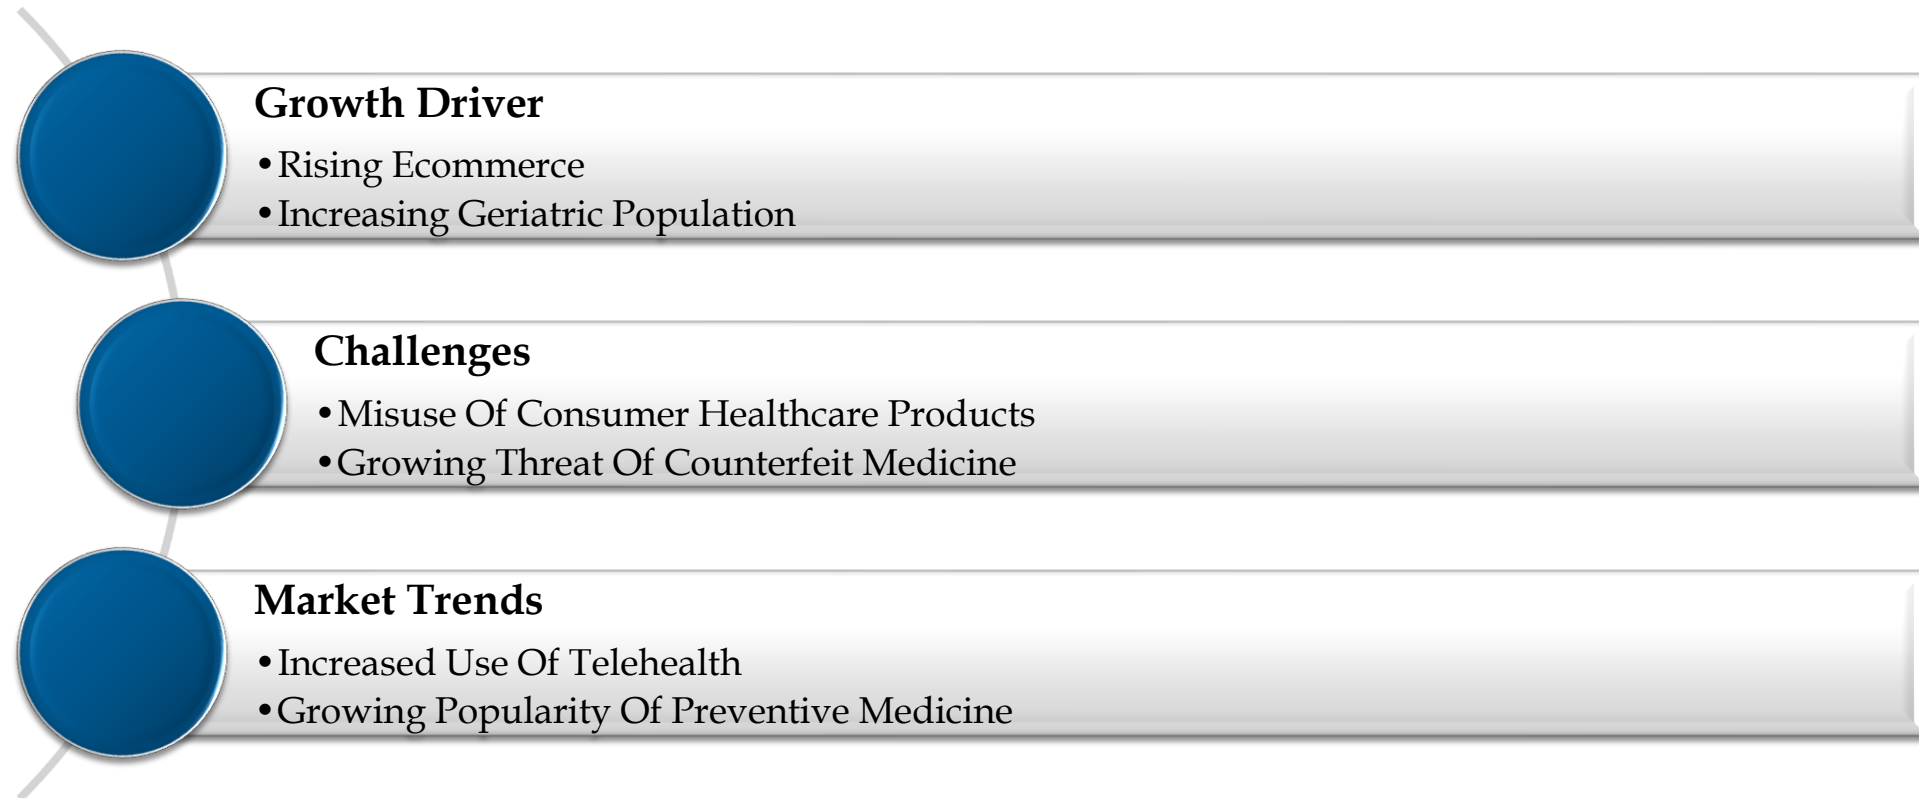 Growth Driver
•Rising Ecommerce
•Increasing Geriatric Population
Challenges
•Misuse Of Consumer Healthcare Products
•Growing Threat Of Counterfeit Medicine
Market Trends
•Increased Use Of Telehealth
•Growing Popularity Of Preventive Medicine